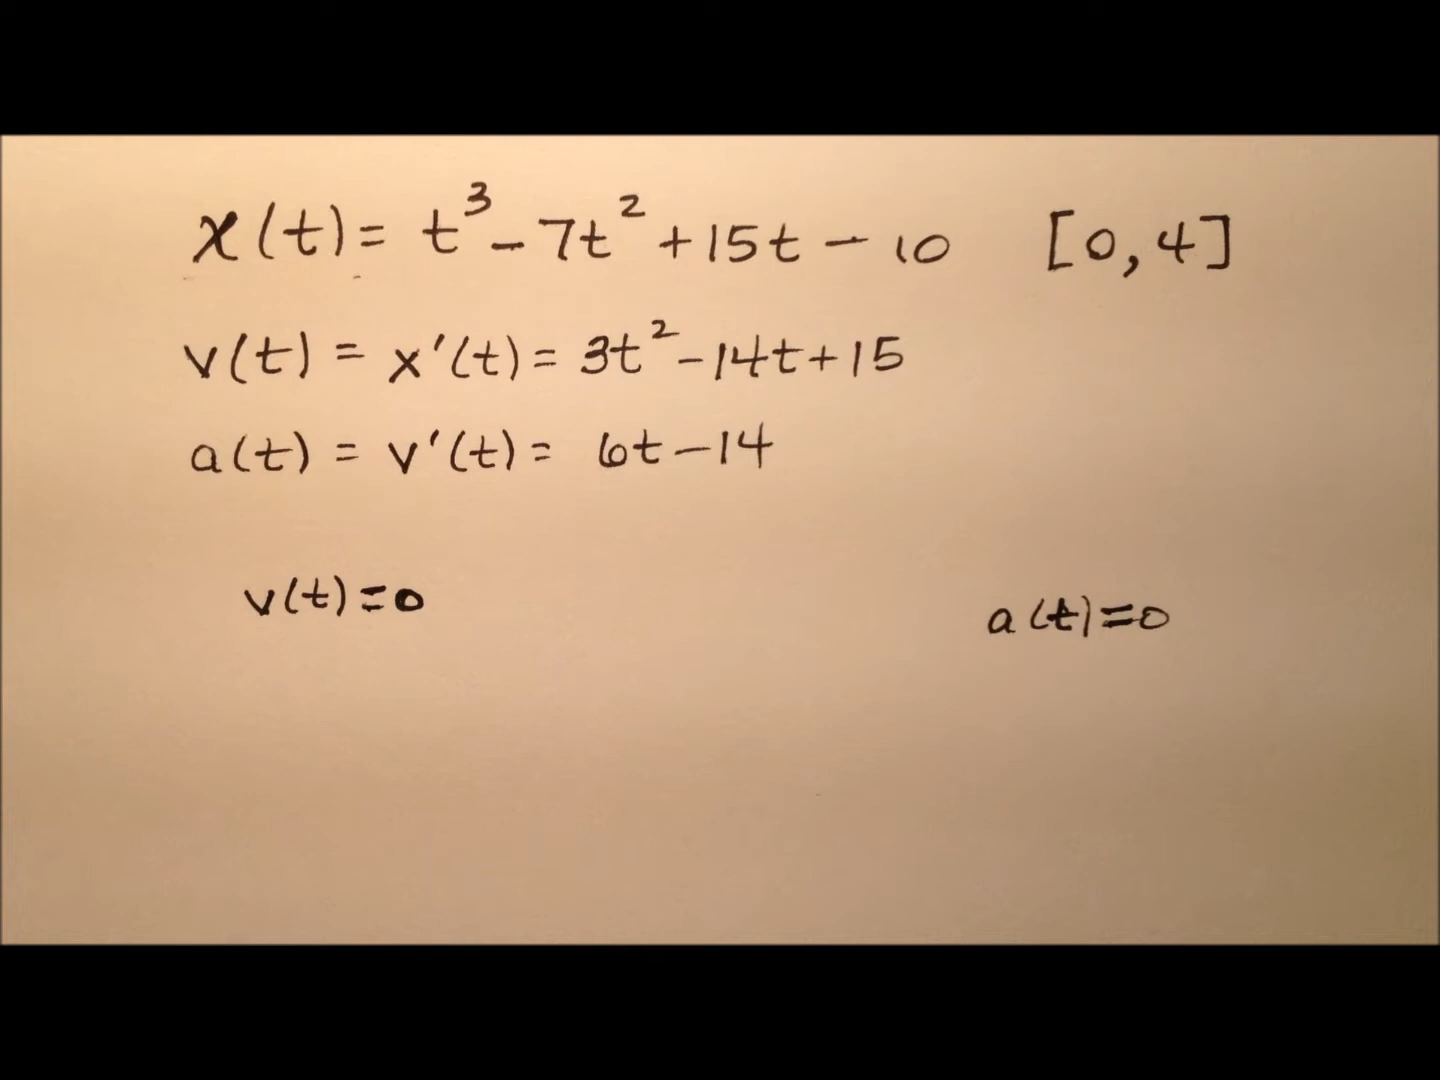 x(t) = t³ - 7t² + 15t - 10 [0,4]
v(t) = x'(t) = 3t² - 14t + 15
a(t) = v'(t) = 6t - 14
v(t) = 0 a(t) = 0